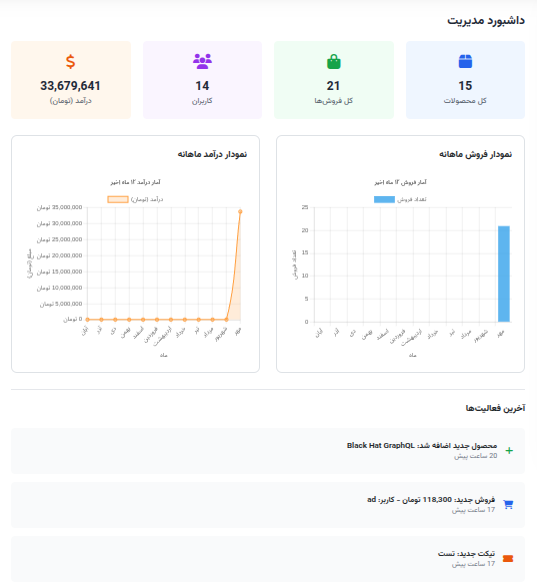 داشبورد مدیریت
15
کل محصولات
21
کل فروش‌ها
14
کاربران
33,679,641
درآمد (تومان)
نمودار فروش ماهانه
آمار فروش ۱۲ ماه اخیر
تعداد فروش
25
20
15
10
5
0
تعداد فروش
آبان
آذر
دی
بهمن
اسفند
فروردین
اردیبهشت
خرداد
تیر
مرداد
شهریور
مهر
ماه
نمودار درآمد ماهانه
آمار درآمد ۱۲ ماه اخیر
درآمد (تومان)
35,000,000 تومان
30,000,000 تومان
25,000,000 تومان
20,000,000 تومان
15,000,000 تومان
10,000,000 تومان
5,000,000 تومان
0 تومان
مبلغ (تومان)
آبان
آذر
دی
بهمن
اسفند
فروردین
اردیبهشت
خرداد
تیر
مرداد
شهریور
مهر
ماه
آخرین فعالیت‌ها
محصول جدید اضافه شد: Black Hat GraphQL
20 ساعت پیش
فروش جدید: 118,300 تومان - کاربر: ad
17 ساعت پیش
تیکت جدید: تست
17 ساعت پیش